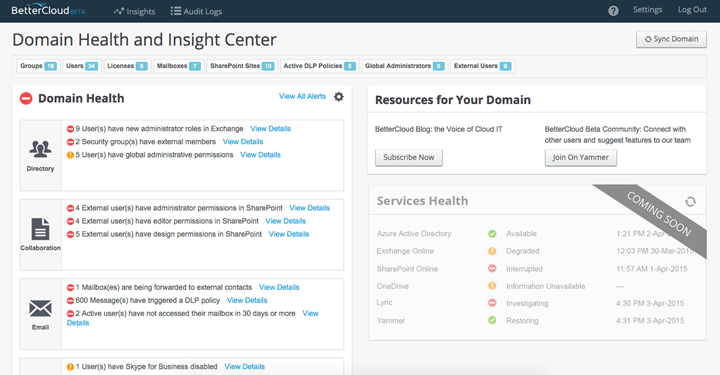 BetterCloud BETA
Insights
Audit Logs
Settings
Log Out
Domain Health and Insight Center
Sync Domain
Groups 18
Users 34
Licenses 5
Mailboxes 7
SharePoint Sites 13
Active DLP Policies 5
Global Administrators 5
External Users 6
Domain Health
View All Alerts
Directory
9 User(s) have new administrator roles in Exchange View Details
2 Security group(s) have external members View Details
5 User(s) have global administrative permissions View Details
Collaboration
4 External user(s) have administrator permissions in SharePoint View Details
4 External user(s) have editor permissions in SharePoint View Details
5 External user(s) have design permissions in SharePoint View Details
Email
1 Mailbox(es) are being forwarded to external contacts View Details
600 Message(s) have triggered a DLP policy View Details
2 Active user(s) have not accessed their mailbox in 30 days or more View
Details
1 User(s) have Skype for Business disabled View Details
Resources for Your Domain
BetterCloud Blog: the Voice of Cloud IT
Subscribe Now
BetterCloud Beta Community: Connect with
other users and suggest features to our team
Join On Yammer
Services Health
COMING SOON
Azure Active Directory Available 1:21 PM 2-Apr-
Exchange Online Degraded 12:03 PM 30-Mar-2015
SharePoint Online Interrupted 11:57 AM 1-Apr-2015
OneDrive Information Unavailable —
Lync Investigating 4:30 PM 3-Apr-2015
Yammer Restoring 4:31 PM 3-Apr-2015